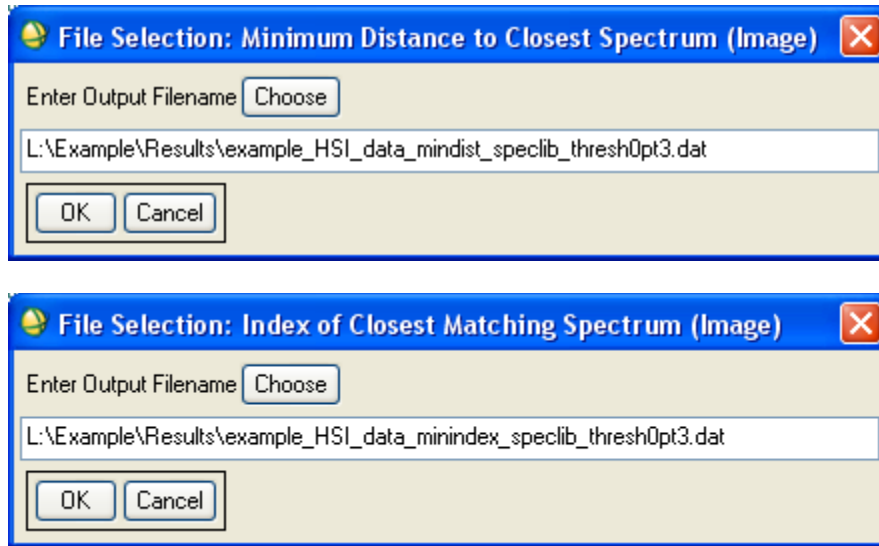 File Selection: Minimum Distance to Closest Spectrum (Image)
Enter Output Filename Choose
L:\Example\Results\example_HSI_data_mindist_speclib_thresh0pt3.dat
OK Cancel
File Selection: Index of Closest Matching Spectrum (Image)
Enter Output Filename Choose
L:\Example\Results\example_HSI_data_minindex_speclib_thresh0pt3.dat
OK Cancel